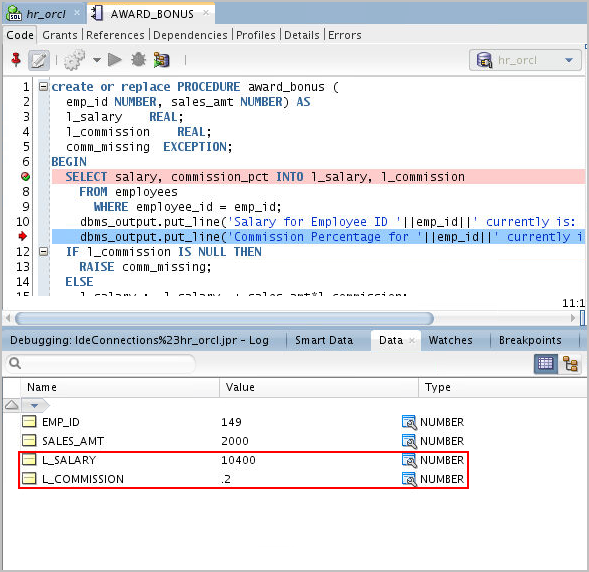 hr_orcl × AWARD_BONUS ×
Code Grants References Dependencies Profiles Details Errors
hr_orcl
1 create or replace PROCEDURE award_bonus (
2 emp_id NUMBER, sales_amt NUMBER) AS
3 l_salary REAL;
4 l_commission REAL;
5 comm_missing EXCEPTION;
6 BEGIN
SELECT salary, commission_pct INTO l_salary, l_commission
8 FROM employees
9 WHERE employee_id = emp_id;
10 dbms_output.put_line('Salary for Employee ID '||emp_id||' currently is:
dbms_output.put_line('Commission Percentage for '||emp_id||' currently i
12 IF l_commission IS NULL THEN
13 RAISE comm_missing;
14 ELSE
11:1
Debugging: IdeConnections%23hr_orcl.jpr - Log Smart Data Data × Watches Breakpoints
Name Value Type
EMP_ID 149 NUMBER
SALES_AMT 2000 NUMBER
L_SALARY 10400 NUMBER
L_COMMISSION .2 NUMBER